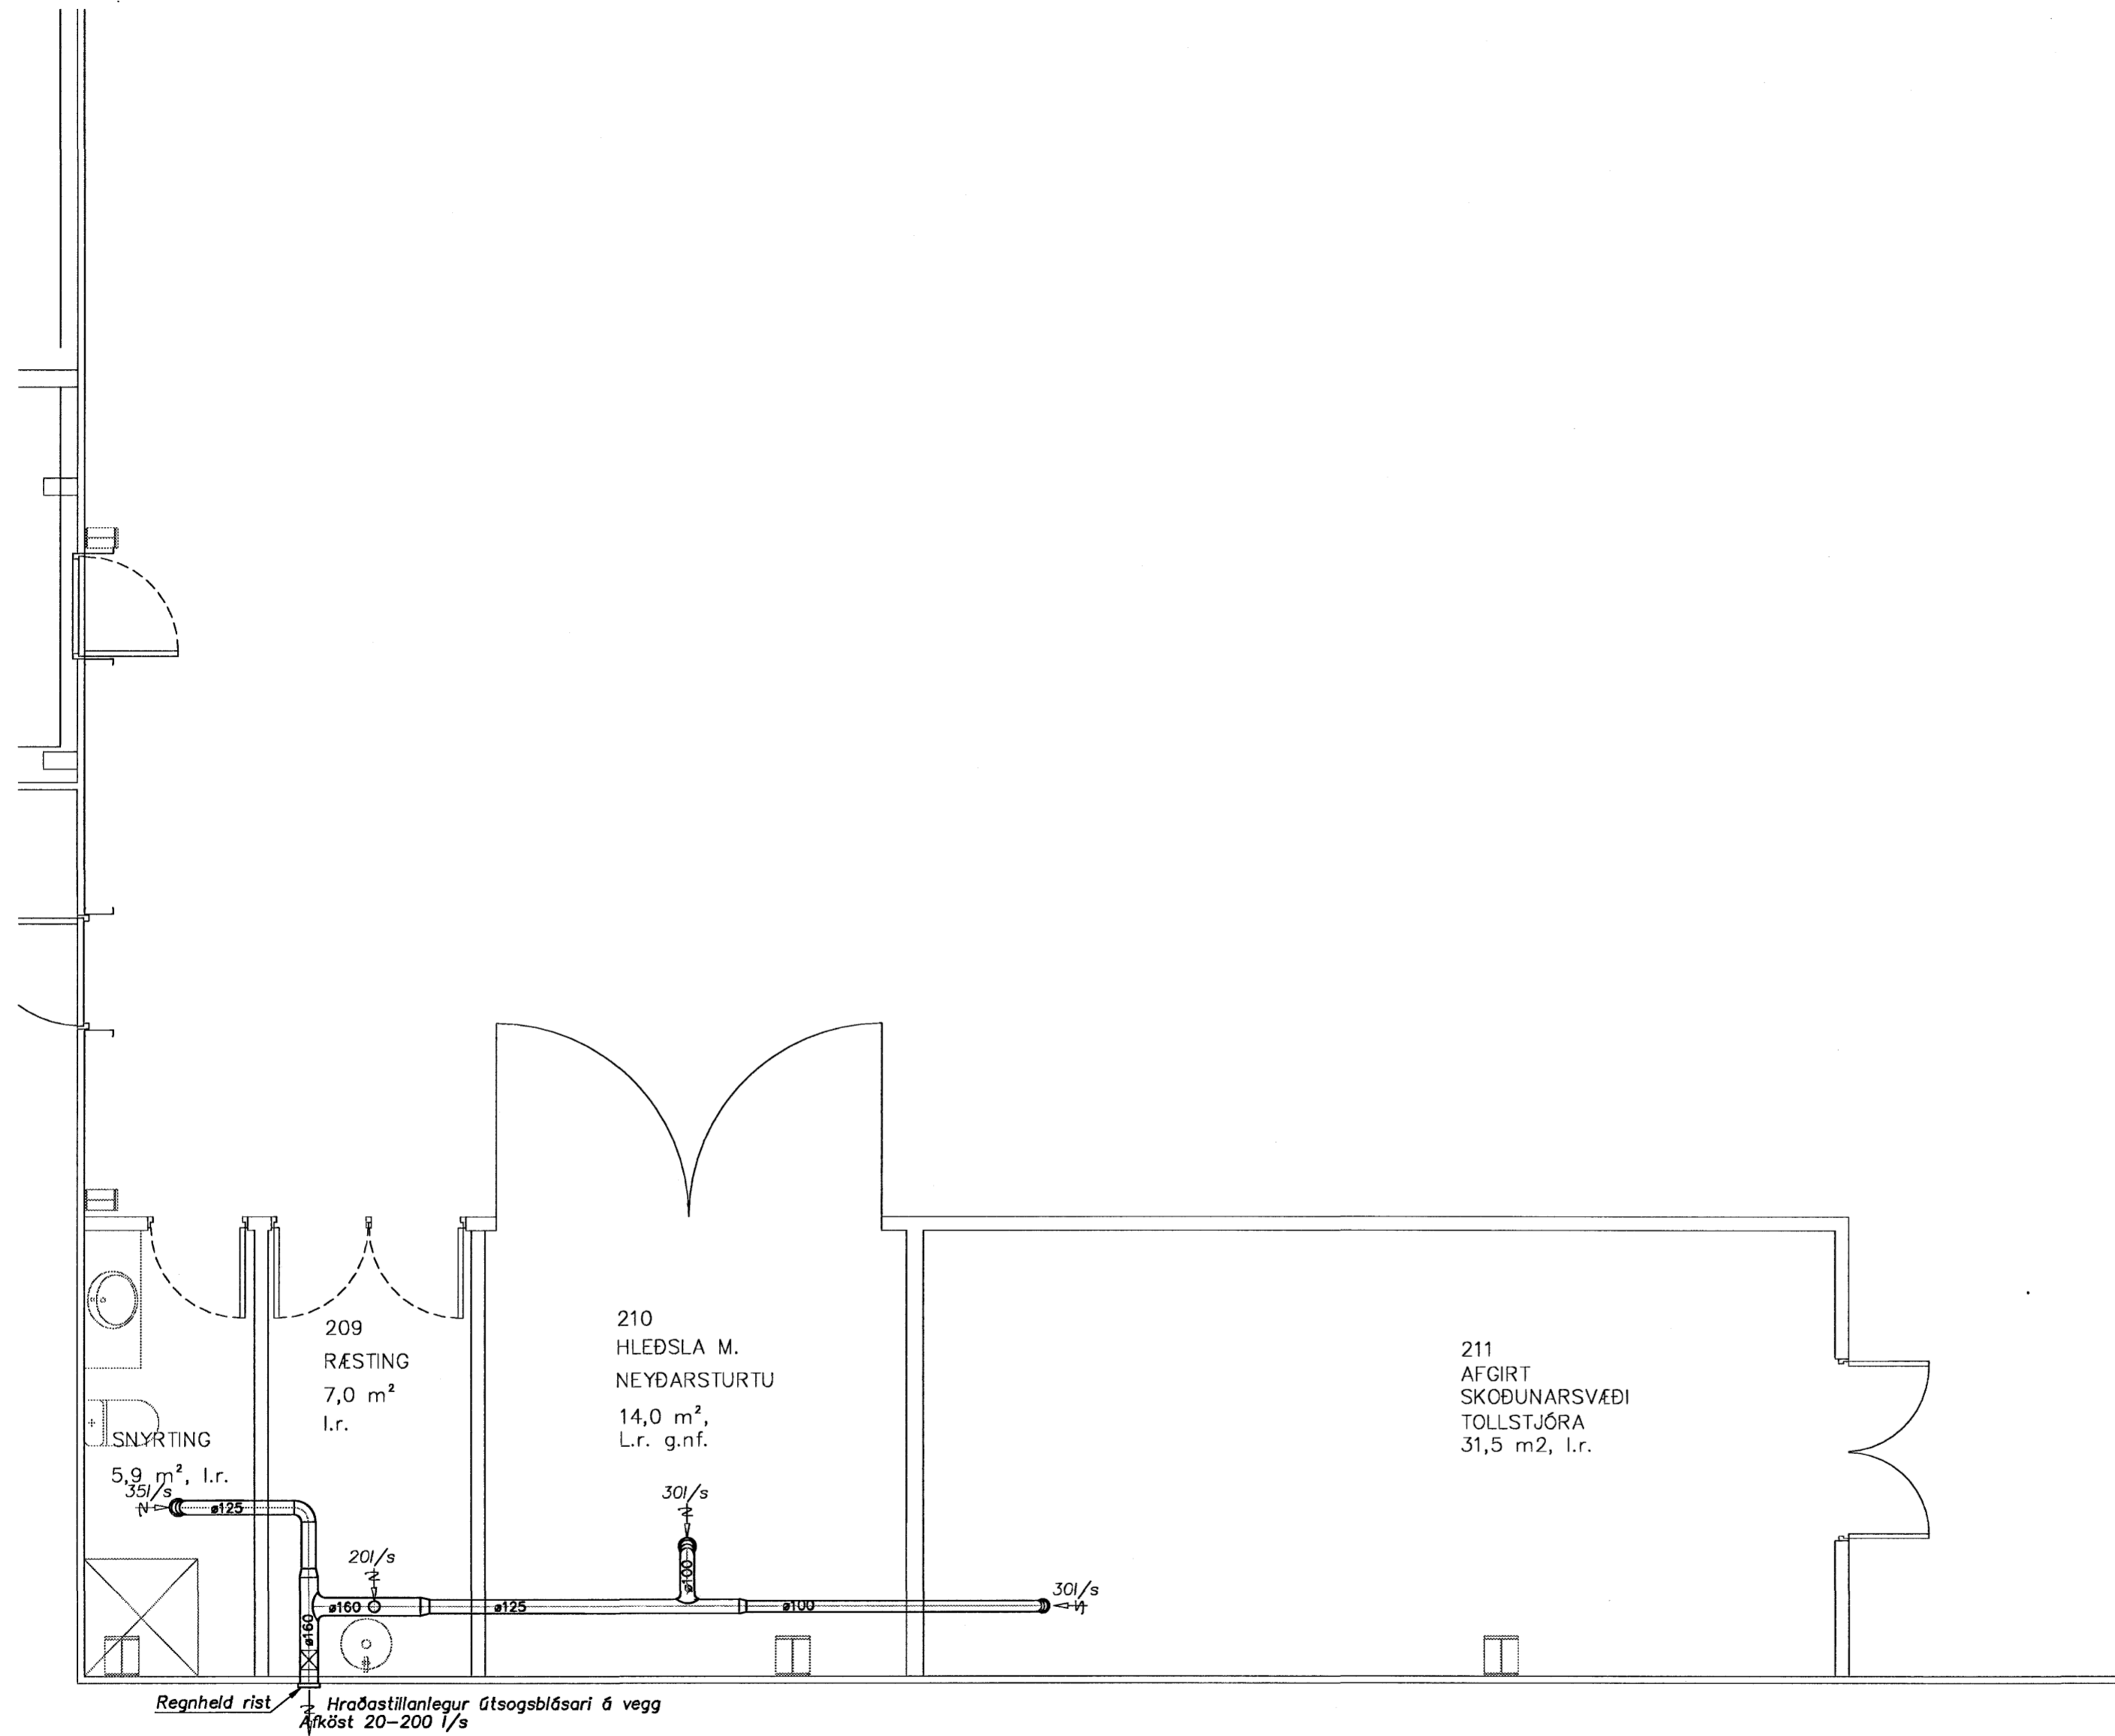 209
RÆSTING
7,0 m²
l.r.
210
HLEÐSLA M.
NEYÐARSTURTU
14,0 m²,
L.r. g.nf.
211
AFGIRT
SKOÐUNARSVÆÐI
TOLLSTJÓRA
31,5 m2, l.r.
SNYRTING
5,9 m², l.r.
35l/s
ø125
30l/s
ø100
20l/s
ø160
ø125
ø100
30l/s
ø160
Regnheld rist
Hraðastillanlegur útsogsblásari á vegg
Afköst 20-200 l/s